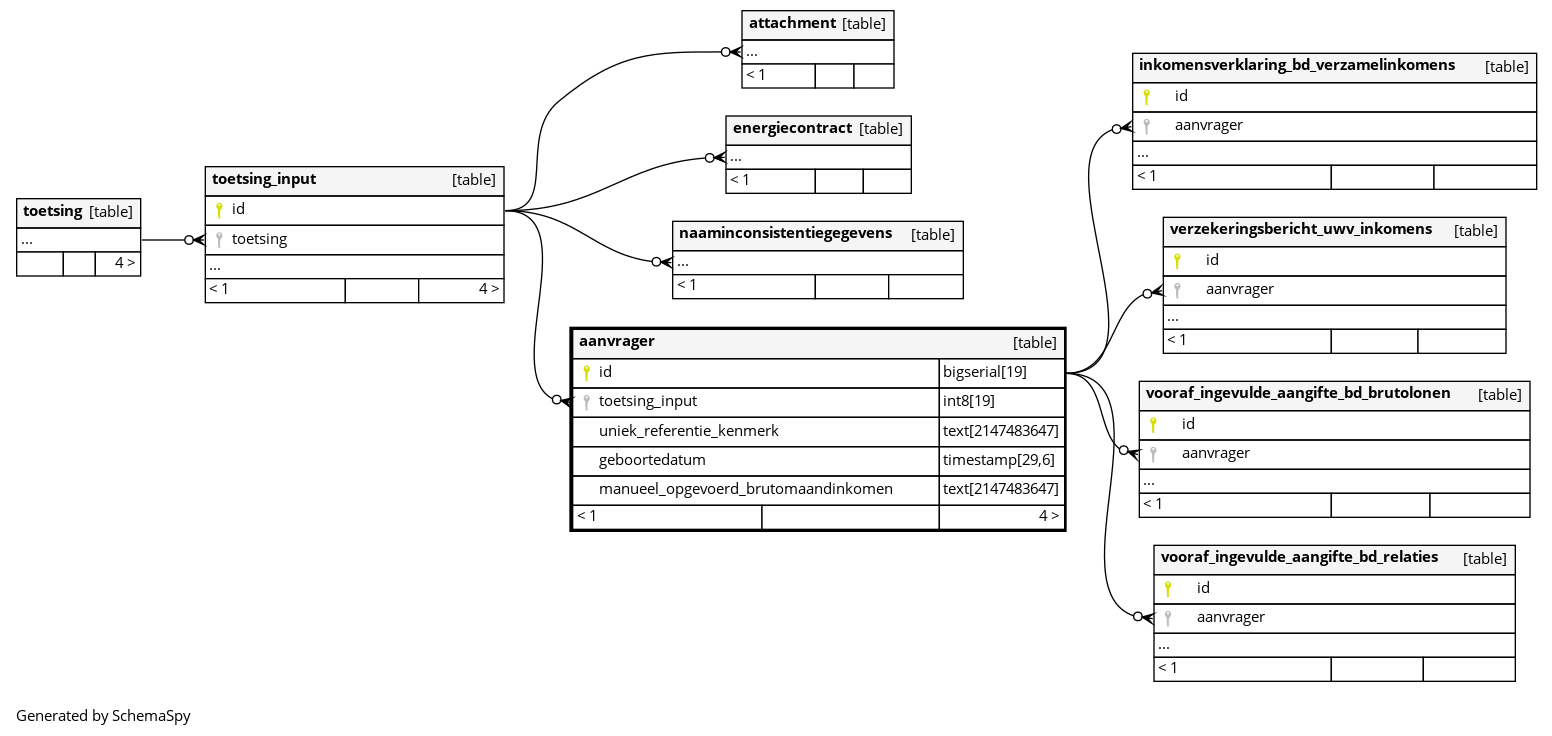 attachment [table]
...
< 1
energiecontract [table]
...
< 1
toetsing [table]
...
4 >
toetsing_input [table]
id
toetsing
...
< 1 4 >
naaminconsistentiegegevens [table]
...
< 1
aanvrager [table]
id bigserial[19]
toetsing_input int8[19]
uniek_referentie_kenmerk text[2147483647]
geboortedatum timestamp[29,6]
manueel_opgevoerd_brutomaandinkomen text[2147483647]
< 1 4 >
inkomensverklaring_bd_verzamelinkomens [table]
id
aanvrager
...
< 1
verzekeringsbericht_uwv_inkomens [table]
id
aanvrager
...
< 1
vooraf_ingevulde_aangifte_bd_brutolonen [table]
id
aanvrager
...
< 1
vooraf_ingevulde_aangifte_bd_relaties [table]
id
aanvrager
...
< 1
Generated by SchemaSpy